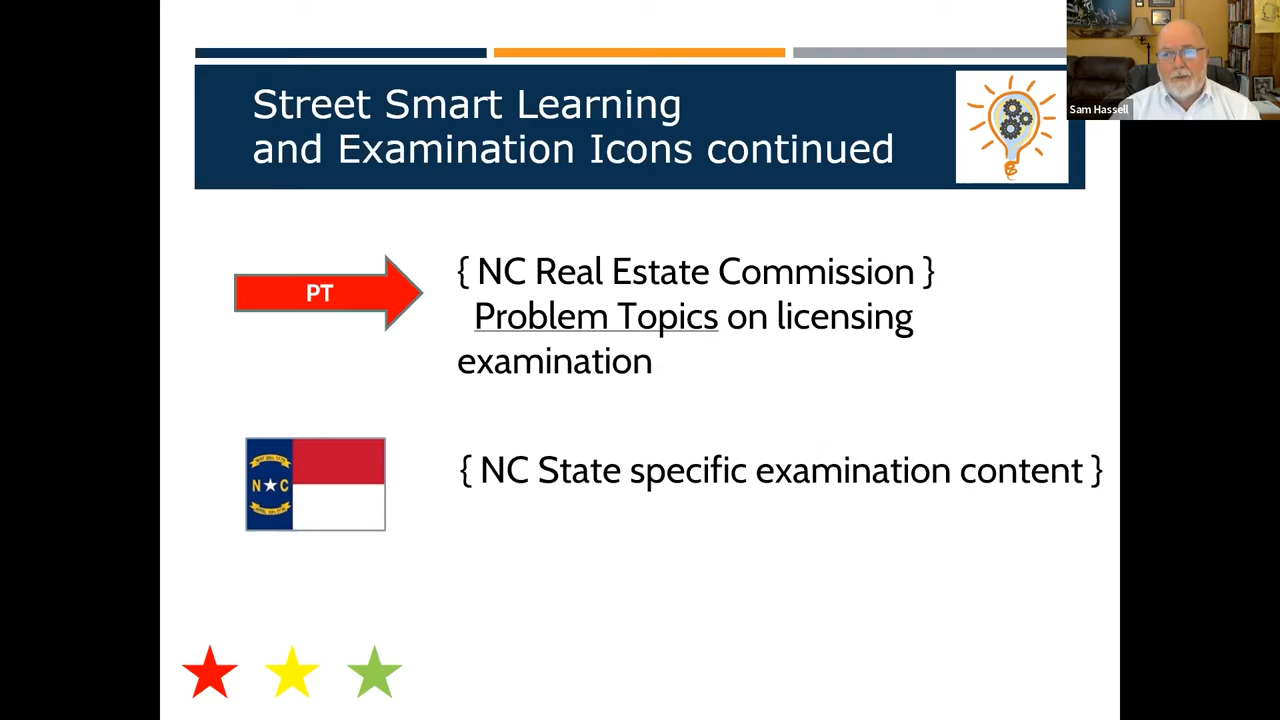 Street Smart Learning
and Examination Icons continued
Sam Hassell
PT
{ NC Real Estate Commission }
Problem Topics on licensing
examination
N C
{ NC State specific examination content }